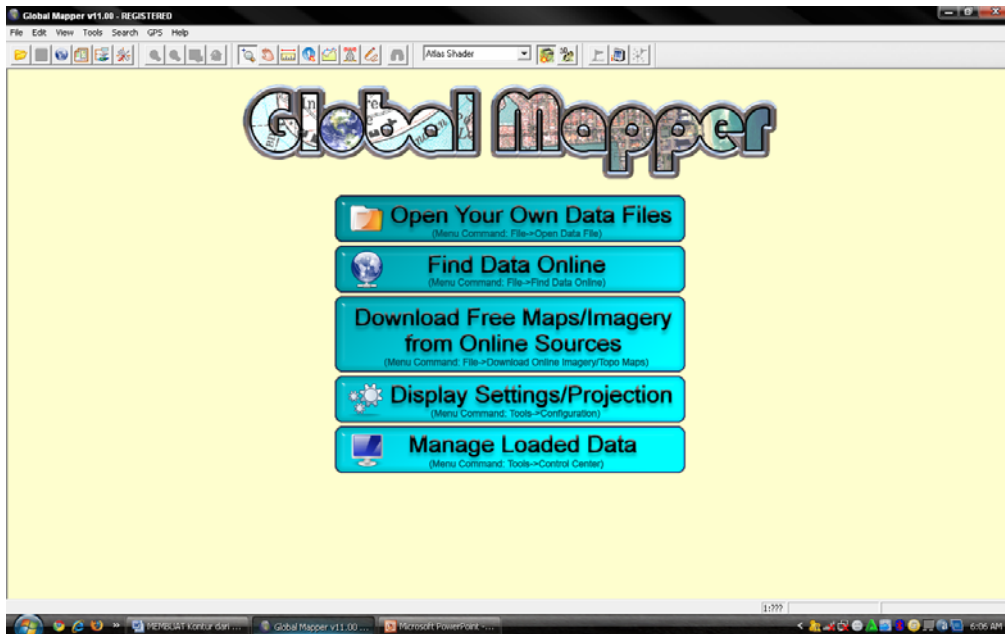 Global Mapper v11.00 - REGISTERED
File Edit View Tools Search GPS Help
Atlas Shader
Global Mapper
Open Your Own Data Files
(Menu Command: File->Open Data File)
Find Data Online
(Menu Command: File->Find Data Online)
Download Free Maps/Imagery
from Online Sources
(Menu Command: File->Download Online Imagery/Topo Maps)
Display Settings/Projection
(Menu Command: Tools->Configuration)
Manage Loaded Data
(Menu Command: Tools->Control Center)
1:???
MEMBUAT Kontur dari ... Global Mapper v11.00 ... Microsoft PowerPoint -... 6:06 AM